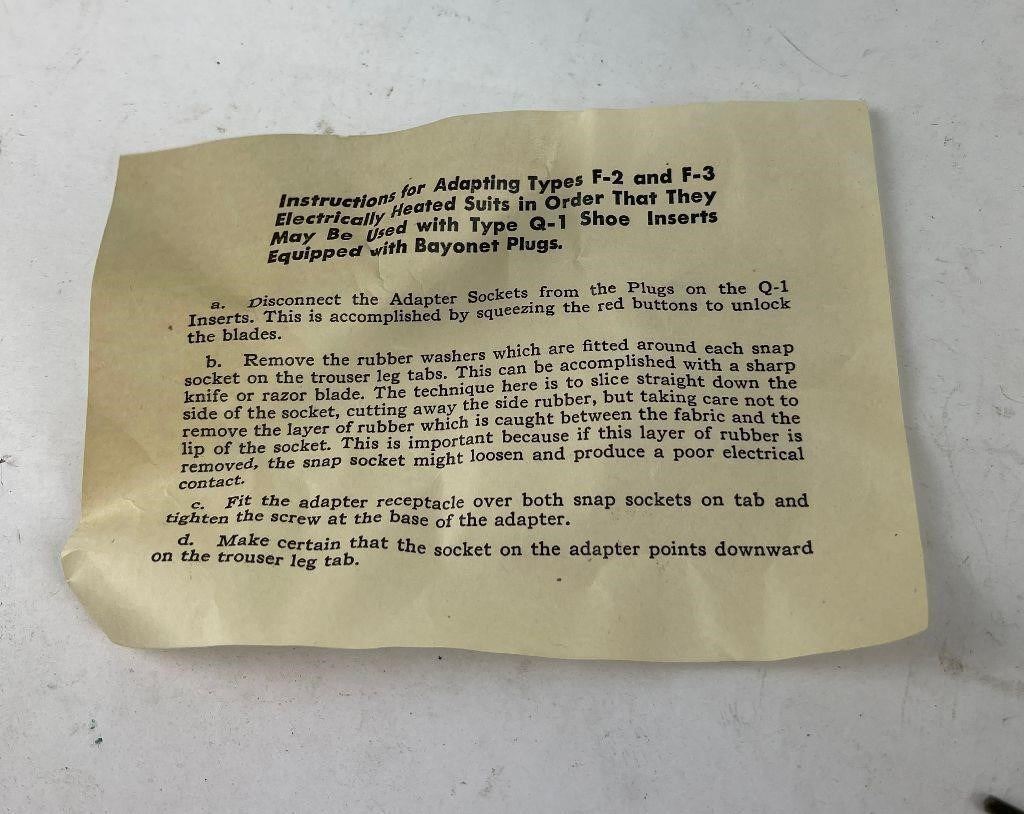 Instructions for Adapting Types F-2 and F-3
Electrically Heated Suits in Order That They
May Be Used with Type Q-1 Shoe Inserts
Equipped with Bayonet Plugs.
a. Disconnect the Adapter Sockets from the Plugs on the Q-1
Inserts. This is accomplished by squeezing the red buttons to unlock
the blades.
b. Remove the rubber washers which are fitted around each snap
socket on the trouser leg tabs. This can be accomplished with a sharp
knife or razor blade. The technique here is to slice straight down the
side of the socket, cutting away the side rubber, but taking care not to
remove the layer of rubber which is caught between the fabric and the
lip of the socket. This is important because if this layer of rubber is
removed, the snap socket might loosen and produce a poor electrical
contact.
c. Fit the adapter receptacle over both snap sockets on tab and
tighten the screw at the base of the adapter.
d. Make certain that the socket on the adapter points downward
on the trouser leg tab.